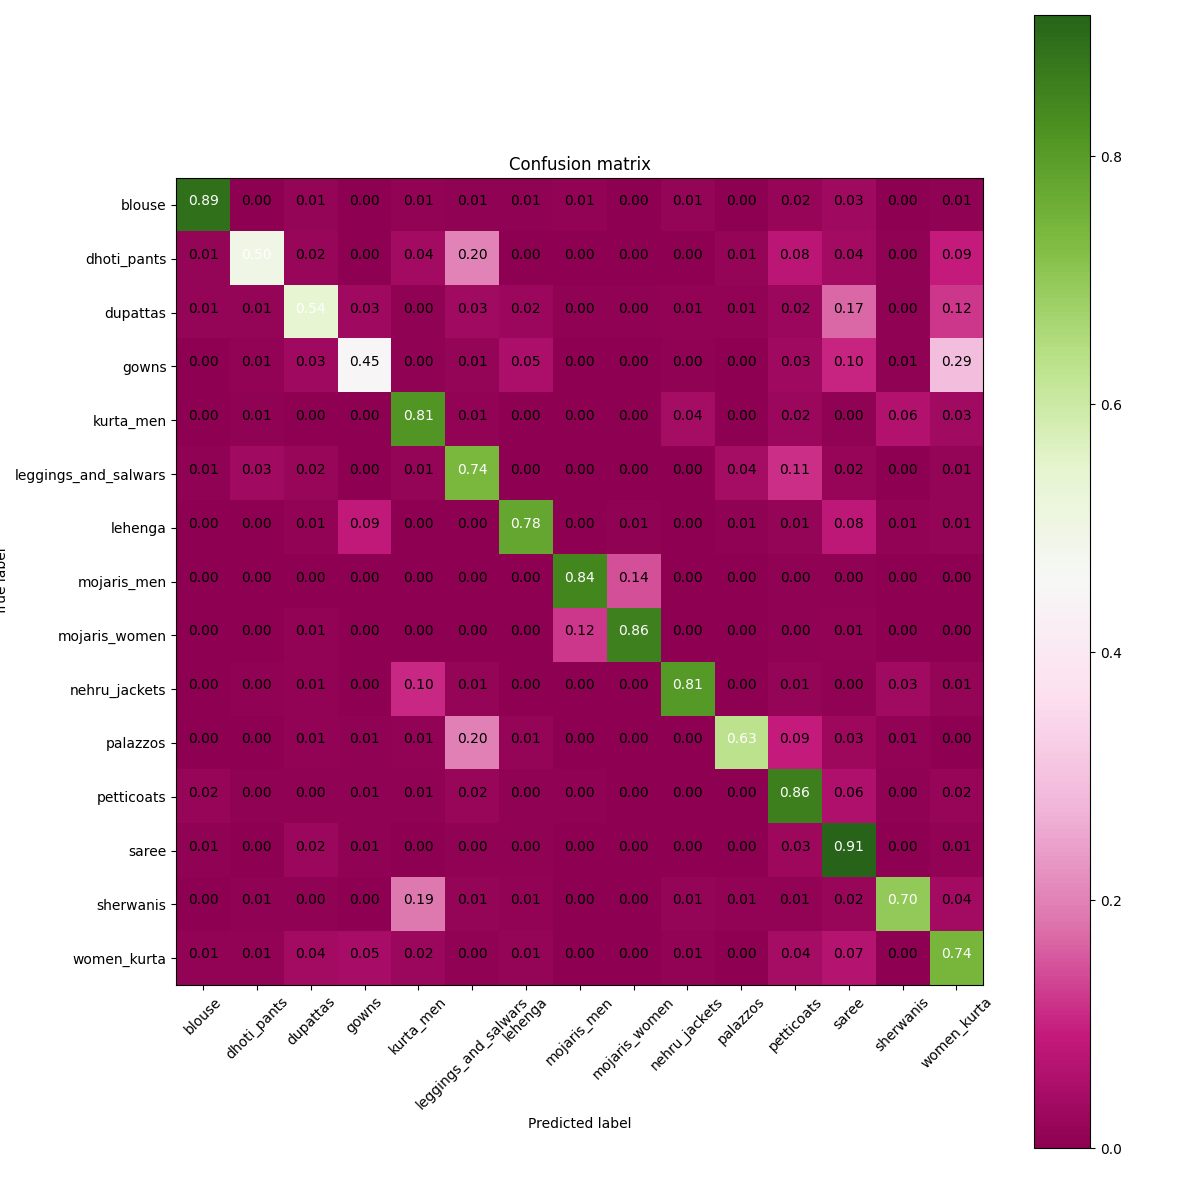 Confusion matrix
blouse 0.89 0.00 0.01 0.00 0.01 0.01 0.01 0.01 0.00 0.01 0.00 0.02 0.03 0.00 0.01
dhoti_pants 0.01 0.50 0.02 0.00 0.04 0.20 0.00 0.00 0.00 0.00 0.01 0.08 0.04 0.00 0.09
dupattas 0.01 0.01 0.54 0.03 0.00 0.03 0.02 0.00 0.00 0.01 0.01 0.02 0.17 0.00 0.12
gowns 0.00 0.01 0.03 0.45 0.00 0.01 0.05 0.00 0.00 0.00 0.00 0.03 0.10 0.01 0.29
kurta_men 0.00 0.01 0.00 0.00 0.81 0.01 0.00 0.00 0.00 0.04 0.00 0.02 0.00 0.06 0.03
leggings_and_salwars 0.01 0.03 0.02 0.00 0.01 0.74 0.00 0.00 0.00 0.00 0.04 0.11 0.02 0.00 0.01
lehenga 0.00 0.00 0.01 0.09 0.00 0.00 0.78 0.00 0.01 0.00 0.01 0.01 0.08 0.01 0.01
mojaris_men 0.00 0.00 0.00 0.00 0.00 0.00 0.00 0.84 0.14 0.00 0.00 0.00 0.00 0.00 0.00
mojaris_women 0.00 0.00 0.01 0.00 0.00 0.00 0.00 0.12 0.86 0.00 0.00 0.00 0.01 0.00 0.00
nehru_jackets 0.00 0.00 0.01 0.00 0.10 0.01 0.00 0.00 0.00 0.81 0.00 0.01 0.00 0.03 0.01
palazzos 0.00 0.00 0.01 0.01 0.01 0.20 0.01 0.00 0.00 0.00 0.63 0.09 0.03 0.01 0.00
petticoats 0.02 0.00 0.00 0.01 0.01 0.02 0.00 0.00 0.00 0.00 0.00 0.86 0.06 0.00 0.02
saree 0.01 0.00 0.02 0.01 0.00 0.00 0.00 0.00 0.00 0.00 0.00 0.03 0.91 0.00 0.01
sherwanis 0.00 0.01 0.00 0.00 0.19 0.01 0.01 0.00 0.00 0.01 0.01 0.01 0.02 0.70 0.04
women_kurta 0.01 0.01 0.04 0.05 0.02 0.00 0.01 0.00 0.00 0.01 0.00 0.04 0.07 0.00 0.74
blouse dhoti_pants dupattas gowns kurta_men leggings_and_salwars lehenga mojaris_men mojaris_women nehru_jackets palazzos petticoats saree sherwanis women_kurta
Predicted label
label
0.8
0.6
0.4
0.2
0.0